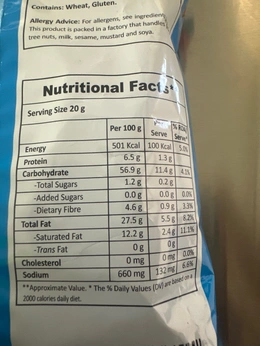 Contains: Wheat, Gluten.
Allergy Advice: For allergens, see ingredients
This product is packed in a factory that handles
tree nuts, milk, sesame, mustard and soya.
Nutritional Facts*
Serving Size 20 g
Per 100 g Serve % RDA Serve
Energy 501 Kcal 100 Kcal 5.0%
Protein 6.5 g 1.3 g
Carbohydrate 56.9 g 11.4 g 4.1%
-Total Sugars 1.2 g 0.2 g
-Added Sugars 0.0 g 0.0 g 0.0%
-Dietary Fibre 4.6 g 0.9 g 3.3%
Total Fat 27.5 g 5.5 g 8.2%
-Saturated Fat 12.2 g 2.4 g 11.1%
-Trans Fat 0 g 0 g
Cholesterol 0 mg 0 mg 0.0%
Sodium 660 mg 132 mg 6.6%
**Approximate Value. * The % Daily Values (DV) are based on a
2000 calories daily diet.